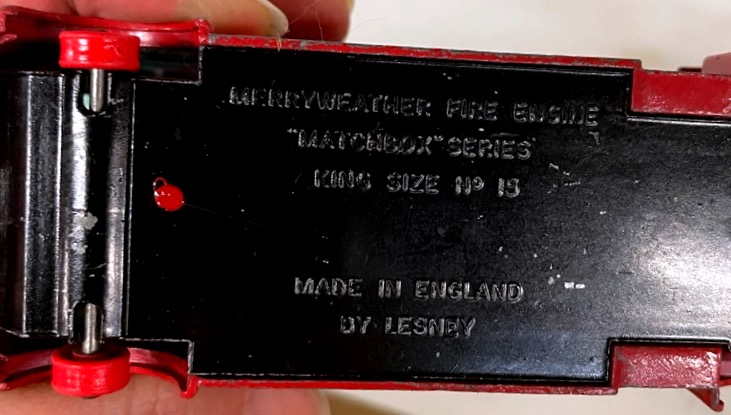 MERRYWEATHER FIRE ENGINE
"MATCHBOX" SERIES
KING SIZE Nº 15
MADE IN ENGLAND
BY LESNEY